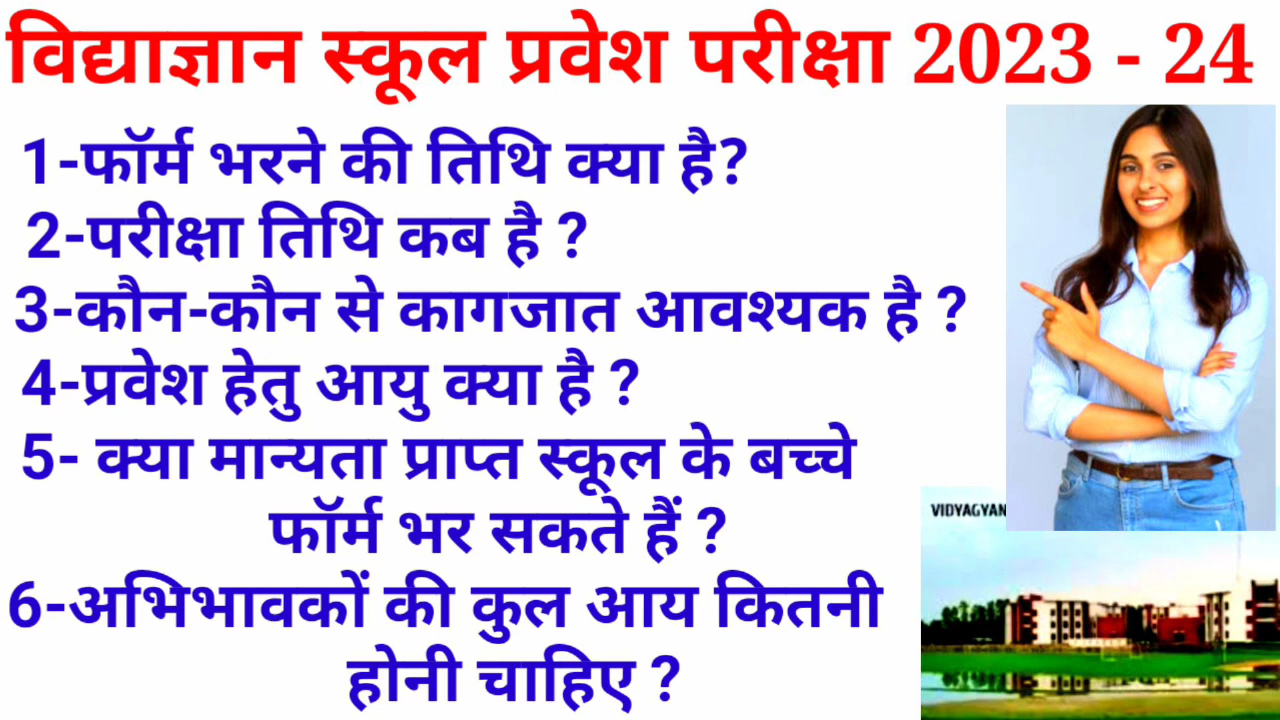 विद्याज्ञान स्कूल प्रवेश परीक्षा 2023 - 24
1-फॉर्म भरने की तिथि क्या है?
2-परीक्षा तिथि कब है ?
3-कौन-कौन से कागजात आवश्यक है ?
4-प्रवेश हेतु आयु क्या है ?
5- क्या मान्यता प्राप्त स्कूल के बच्चे
फॉर्म भर सकते हैं ?
6-अभिभावकों की कुल आय कितनी
होनी चाहिए ?
VIDYAGYAN